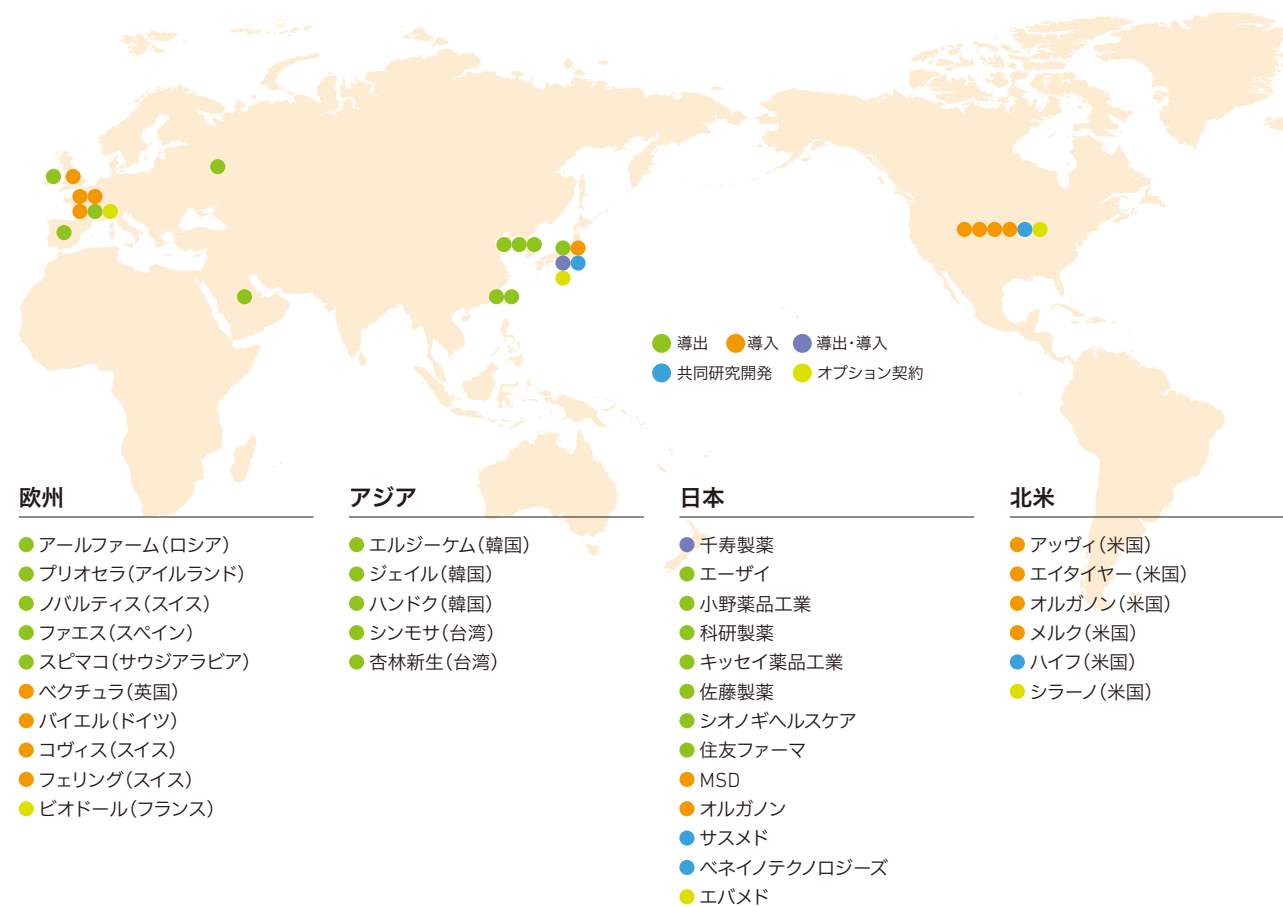 導出
導入
導出・導入
共同研究開発
オプション契約
欧州
アールファーム(ロシア)
プリオセラ(アイルランド)
ノバルティス(スイス)
ファエス(スペイン)
スピマコ(サウジアラビア)
ベクチュラ(英国)
バイエル(ドイツ)
コヴィス(スイス)
フェリング(スイス)
ビオドール(フランス)
アジア
エルジーケム(韓国)
ジェイル(韓国)
ハンドク(韓国)
シンモサ(台湾)
杏林新生(台湾)
日本
千寿製薬
エーザイ
小野薬品工業
科研製薬
キッセイ薬品工業
佐藤製薬
シオノギヘルスケア
住友ファーマ
MSD
オルガノン
サスメド
ベネイノテクノロジーズ
エバメド
北米
アッヴィ(米国)
エイタイヤー(米国)
オルガノン(米国)
メルク(米国)
ハイフ(米国)
シラーノ(米国)